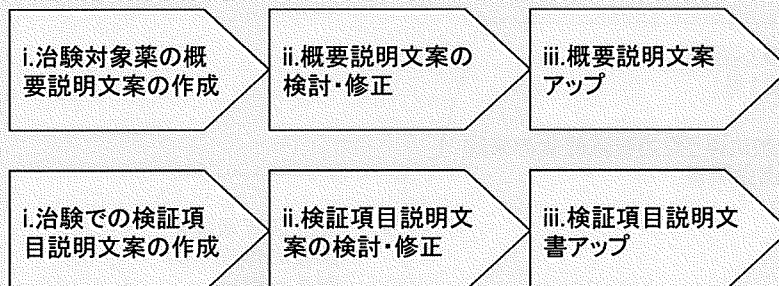 i.治験対象薬の概
要説明文案の作成
ii.概要説明文案の
検討・修正
iii.概要説明文案
アップ
i.治験での検証項
目説明文案の作成
ii.検証項目説明文
案の検討・修正
iii.検証項目説明文
書アップ